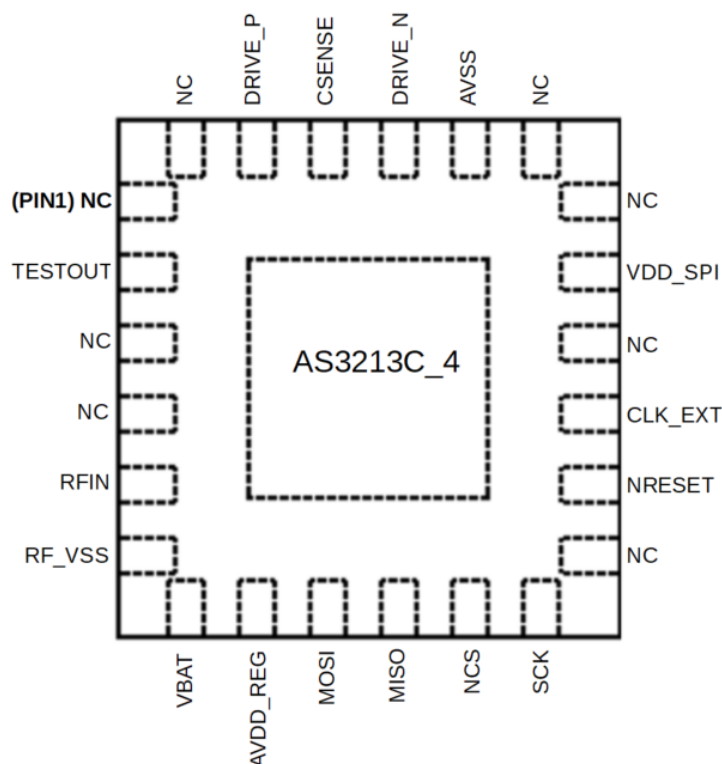 NC
DRIVE_P
CSENSE
DRIVE_N
AVSS
NC
(PIN1) NC
TESTOUT
NC
NC
RFIN
RF_VSS
AS3213C_4
NC
VDD_SPI
NC
CLK_EXT
NRESET
NC
VBAT
AVDD_REG
MOSI
MISO
NCS
SCK